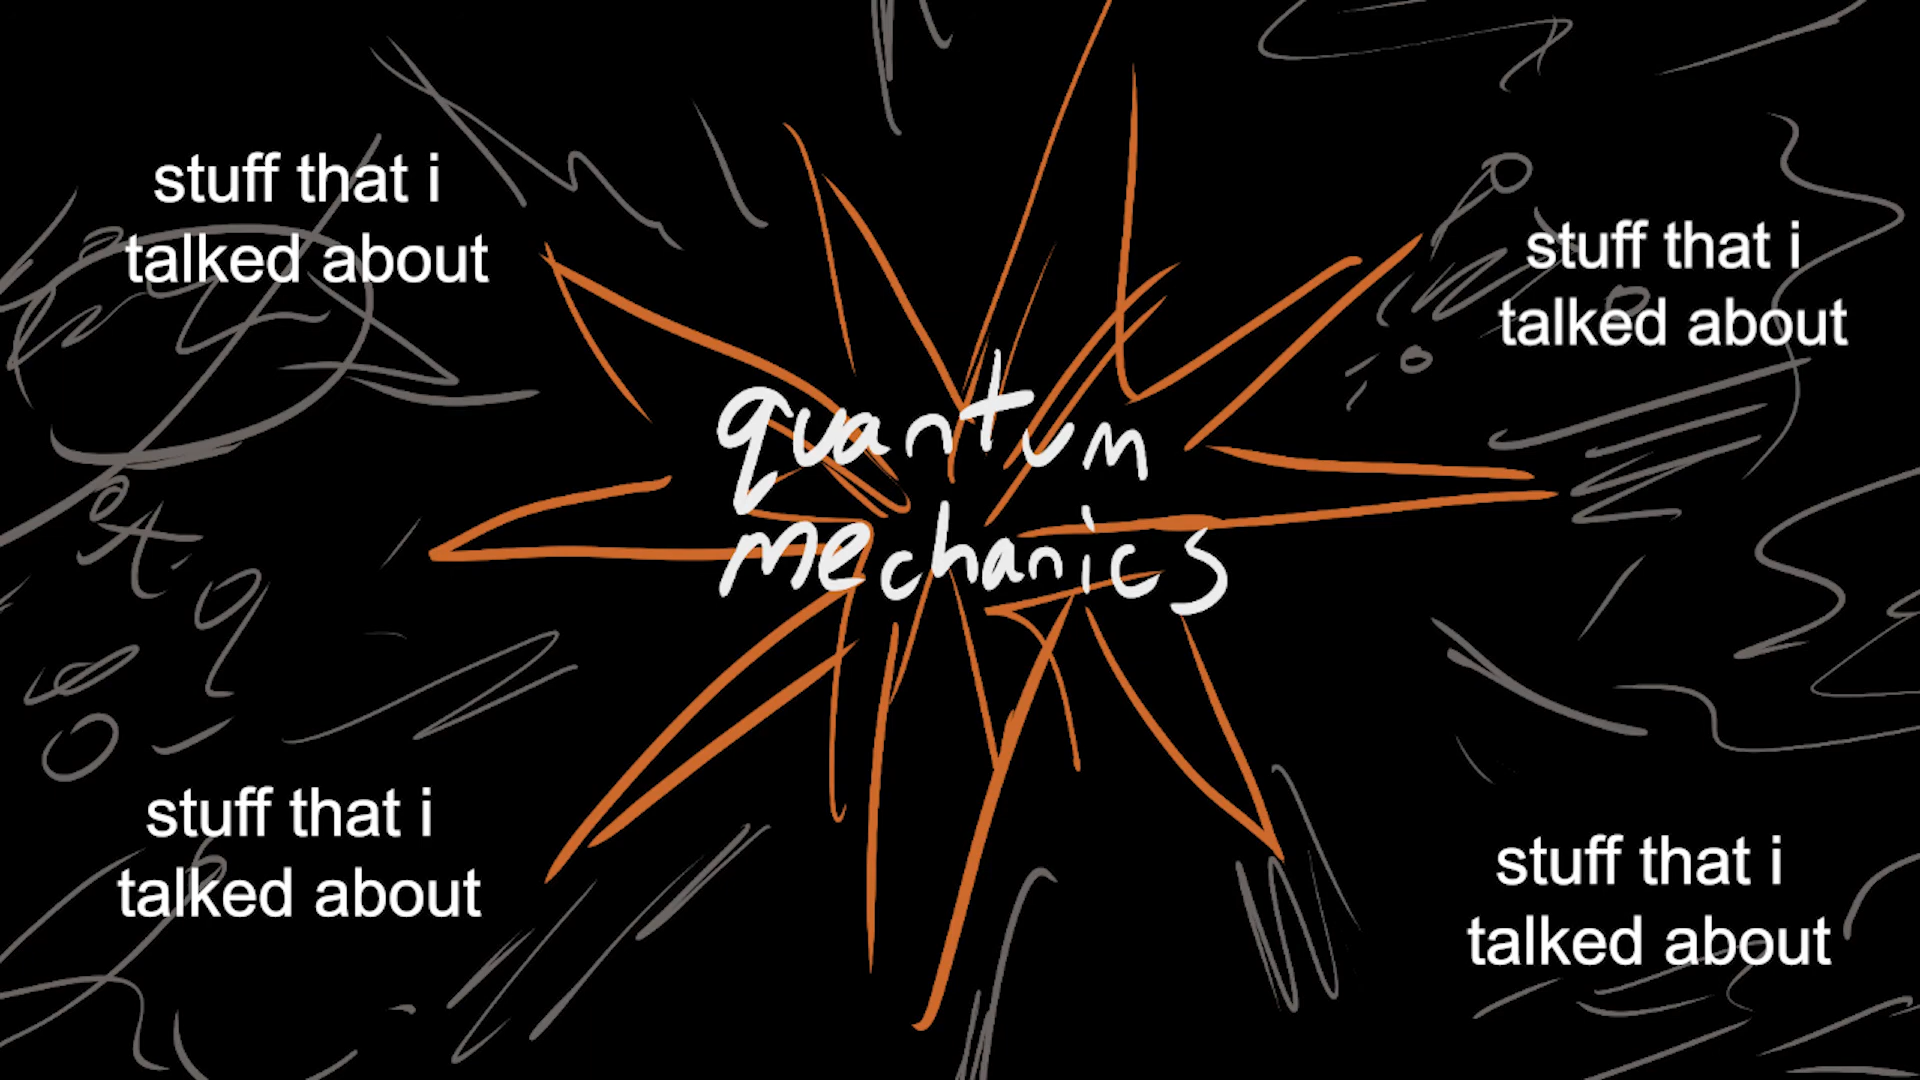 stuff that i
talked about
stuff that i
talked about
quantum
mechanics
stuff that i
talked about
stuff that i
talked about